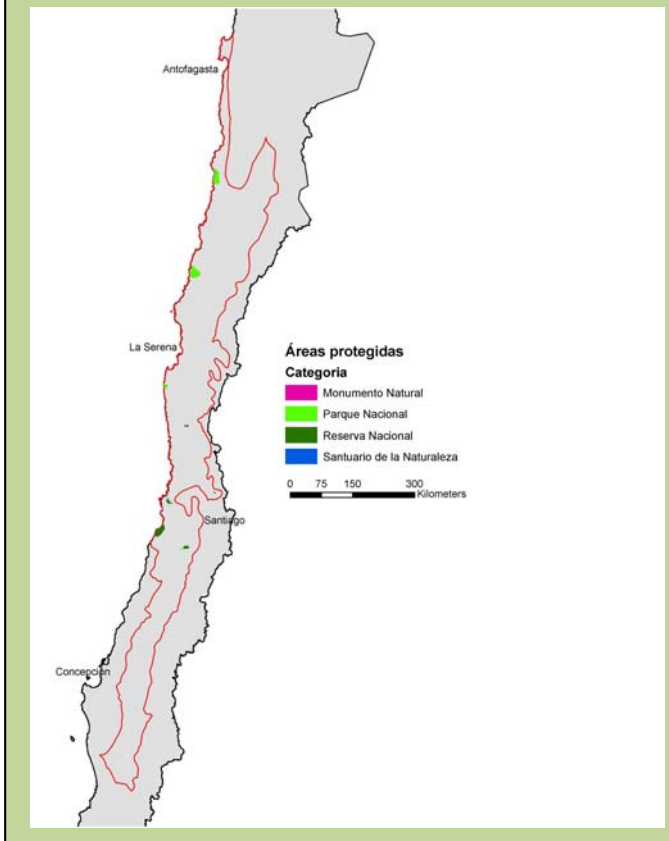 Antofagasta
La Serena
Áreas protegidas
Categoria
Monumento Natural
Parque Nacional
Reserva Nacional
Santuario de la Naturaleza
0 75 150 300
Kilometers
Santiago
Concepción